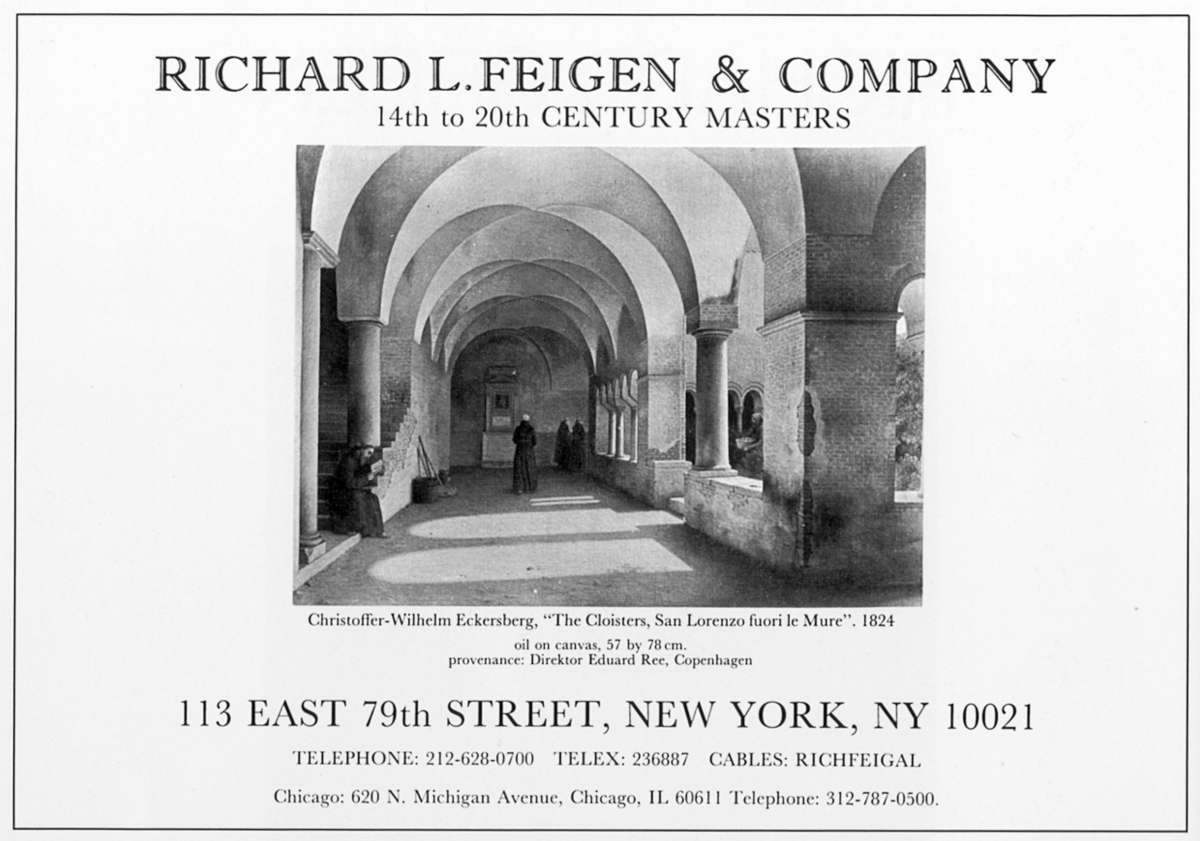 RICHARD L. FEIGEN & COMPANY
14th to 20th CENTURY MASTERS
Christoffer-Wilhelm Eckersberg, “The Cloisters, San Lorenzo fuori le Mure”. 1824
oil on canvas, 57 by 78 cm.
provenance: Direktor Eduard Ree, Copenhagen
113 EAST 79th STREET, NEW YORK, NY 10021
TELEPHONE: 212-628-0700 TELEX: 236887 CABLES: RICHFEIGAL
Chicago: 620 N. Michigan Avenue, Chicago, IL 60611 Telephone: 312-787-0500.